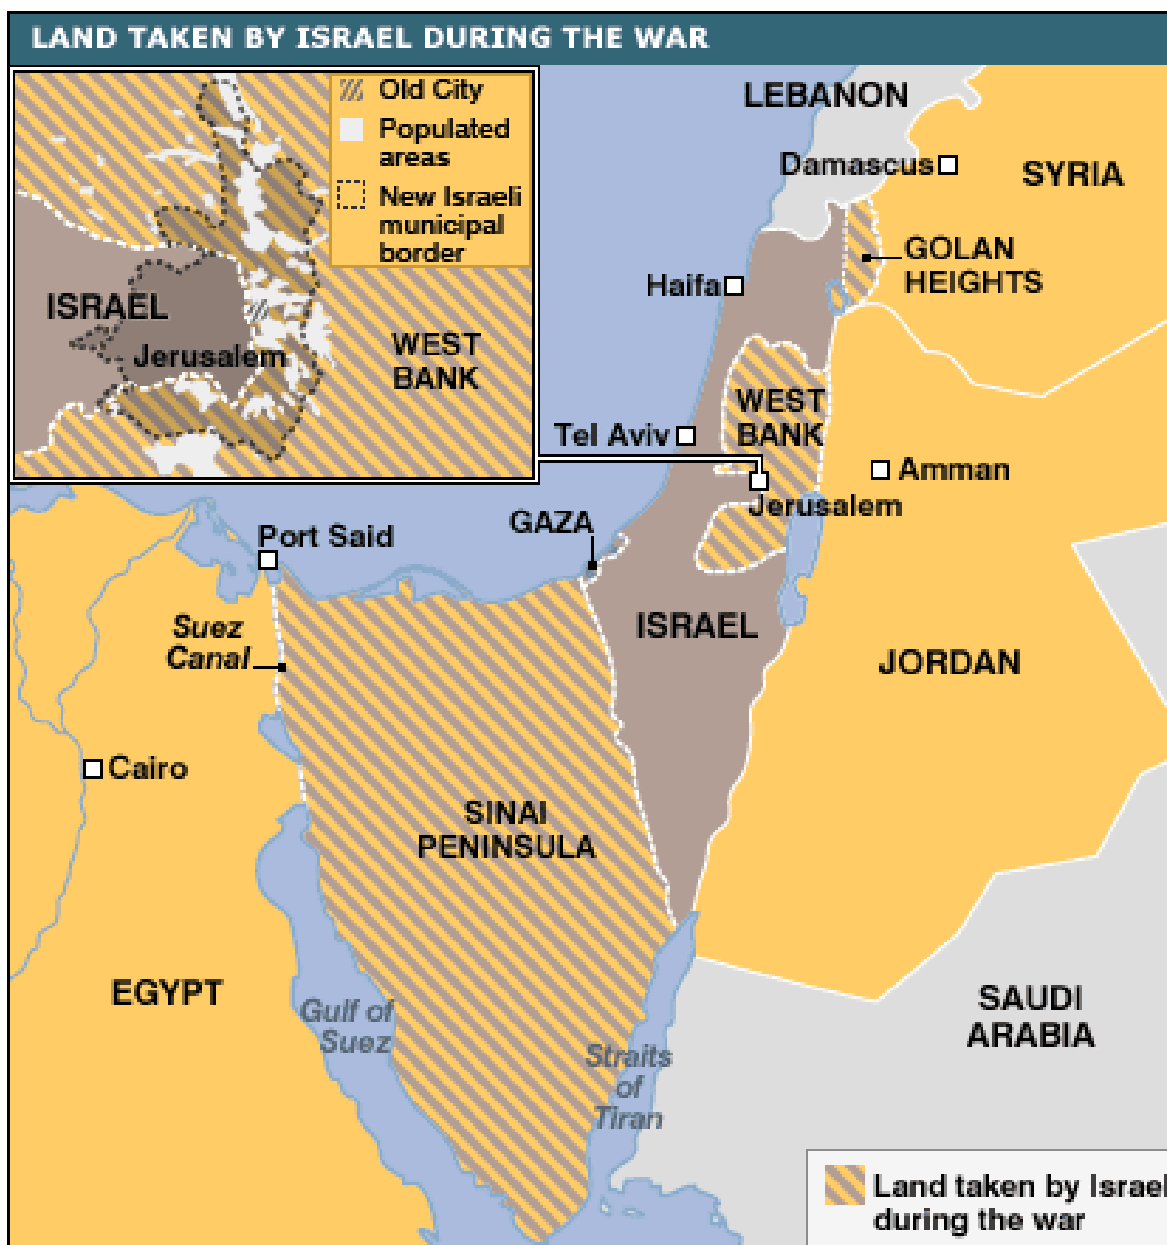 LAND TAKEN BY ISRAEL DURING THE WAR
Old City
Populated
areas
New Israeli
municipal
border
ISRAEL
Jerusalem
WEST
BANK
LEBANON
Damascus
SYRIA
GOLAN
HEIGHTS
Haifa
WEST
BANK
Tel Aviv
Amman
Jerusalem
GAZA
Port Said
Suez
Canal
ISRAEL
JORDAN
Cairo
SINAI
PENINSULA
EGYPT
Gulf of
Suez
SAUDI
ARABIA
Straits
of
Tiran
Land taken by Israel
during the war